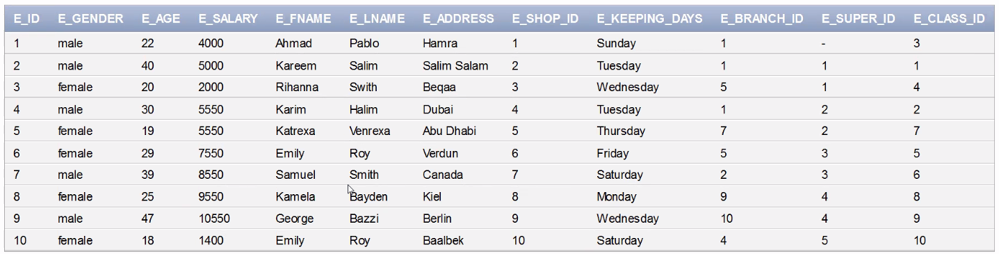 E_ID E_GENDER E_AGE E_SALARY E_FNAME E_LNAME E_ADDRESS E_SHOP_ID E_KEEPING_DAYS E_BRANCH_ID E_SUPER_ID E_CLASS_ID
1 male 22 4000 Ahmad Pablo Hamra 1 Sunday 1 - 3
2 male 40 5000 Kareem Salim Salim Salam 2 Tuesday 1 1 1
3 female 20 2000 Rihanna Swith Beqaa 3 Wednesday 5 1 4
4 male 30 5550 Karim Halim Dubai 4 Tuesday 1 2 2
5 female 19 5550 Katrexa Venrexa Abu Dhabi 5 Thursday 7 2 7
6 female 29 7550 Emily Roy Verdun 6 Friday 5 3 5
7 male 39 8550 Samuel Smith Canada 7 Saturday 2 3 6
8 female 25 9550 Kamela Bayden Kiel 8 Monday 9 4 8
9 male 47 10550 George Bazzi Berlin 9 Wednesday 10 4 9
10 female 18 1400 Emily Roy Baalbek 10 Saturday 4 5 10